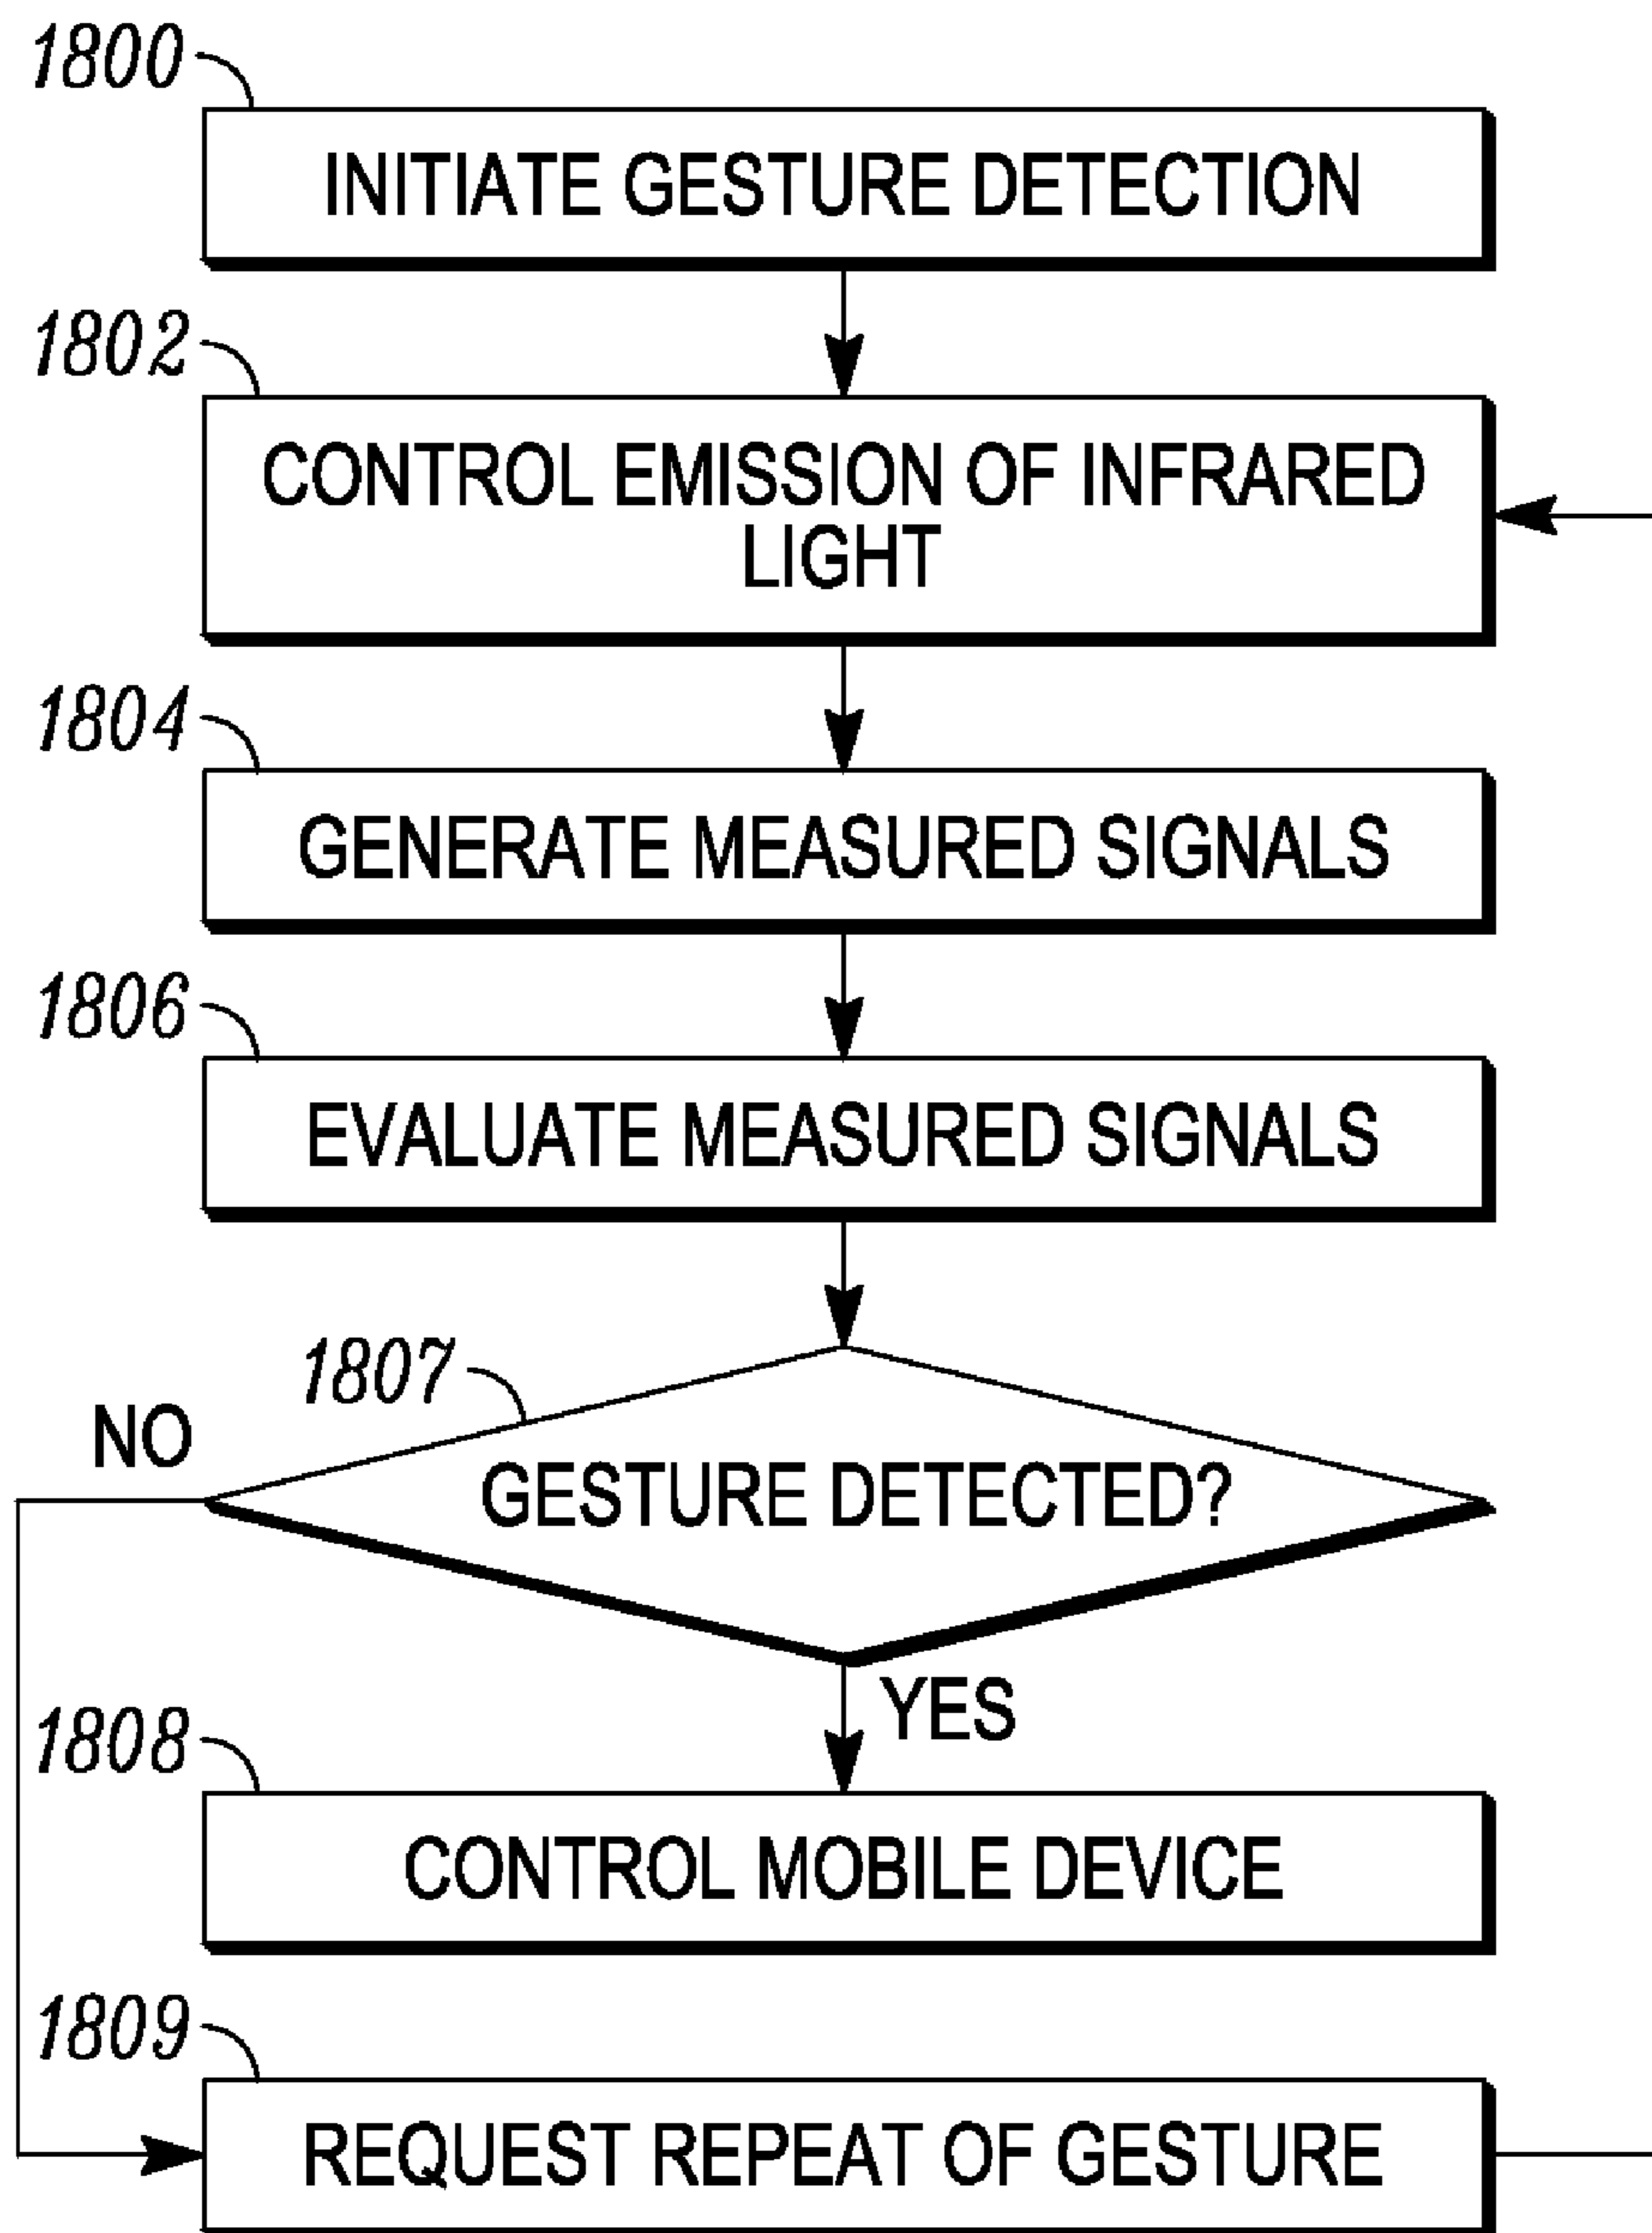 1800
INITIATE GESTURE DETECTION
1802
CONTROL EMISSION OF INFRARED
LIGHT
1804
GENERATE MEASURED SIGNALS
1806
EVALUATE MEASURED SIGNALS
1807
NO
GESTURE DETECTED?
YES
1808
CONTROL MOBILE DEVICE
1809
REQUEST REPEAT OF GESTURE